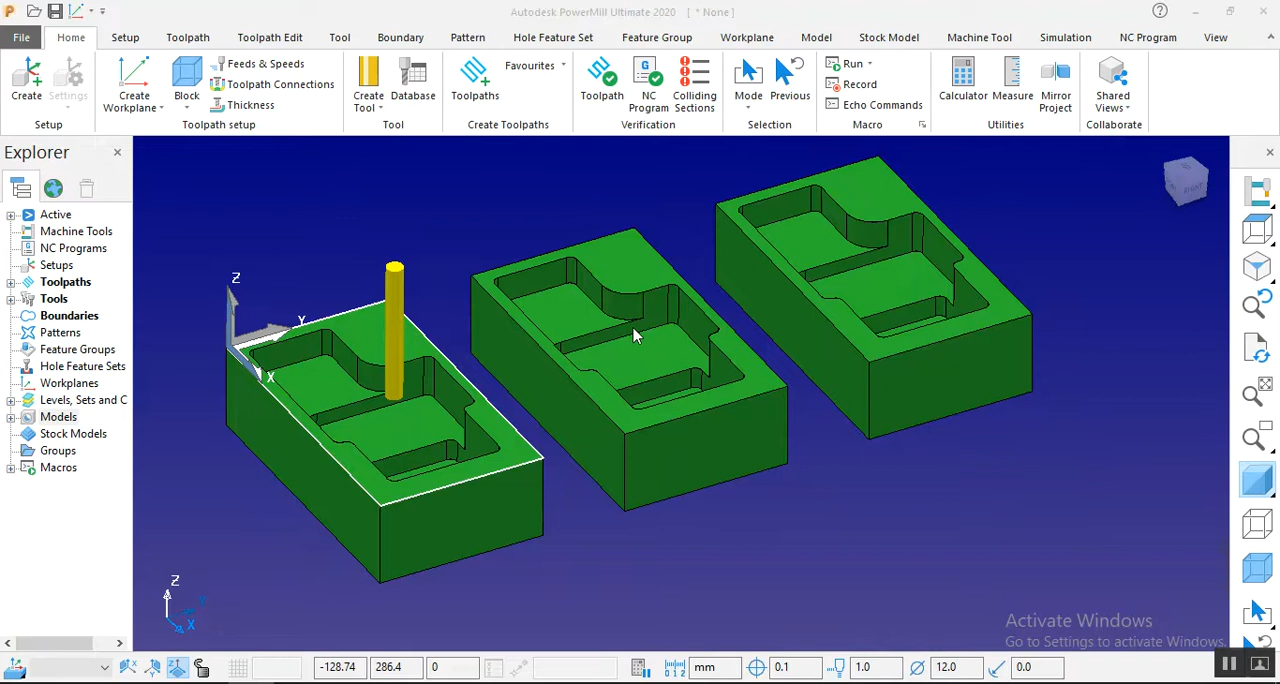 Autodesk PowerMill Ultimate 2020 [ * None ]
File Home Setup Toolpath Toolpath Edit Tool Boundary Pattern Hole Feature Set Feature Group Workplane Model Stock Model Machine Tool Simulation NC Program View
Create
Settings
Setup
Create
Workplane
Block
Feeds & Speeds
Toolpath Connections
Thickness
Toolpath setup
Create
Tool
Database
Tool
Toolpaths
Favourites
Create Toolpaths
Toolpath
NC
Program
Colliding
Sections
Verification
Mode
Previous
Selection
Run
Record
Echo Commands
Macro
Calculator
Measure
Mirror
Project
Utilities
Shared
Views
Collaborate
Explorer
Active
Machine Tools
NC Programs
Setups
Toolpaths
Tools
Boundaries
Patterns
Feature Groups
Hole Feature Sets
Workplanes
Levels, Sets and C
Models
Stock Models
Groups
Macros
Z
Y
X
Z
Y
X
RIGHT
Activate Windows
Go to Settings to activate Windows.
-128.74 286.4 0 mm 0.1 1.0 12.0 0.0